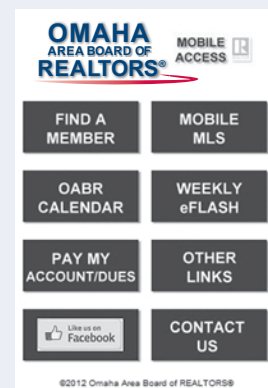 OMAHA
AREA BOARD OF
REALTORS®
MOBILE
ACCESS
FIND A
MEMBER
MOBILE
MLS
OABR
CALENDAR
WEEKLY
eFLASH
PAY MY
ACCOUNT/DUES
OTHER
LINKS
Like us on
Facebook
CONTACT
US
©2012 Omaha Area Board of REALTORS®